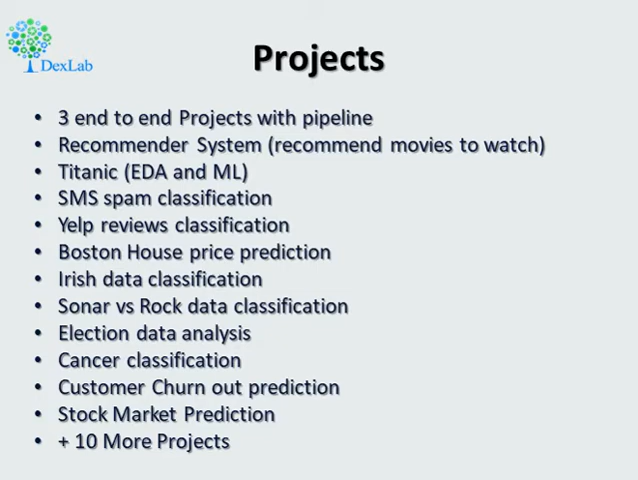 DexLab
Projects
• 3 end to end Projects with pipeline
• Recommender System (recommend movies to watch)
• Titanic (EDA and ML)
• SMS spam classification
• Yelp reviews classification
• Boston House price prediction
• Irish data classification
• Sonar vs Rock data classification
• Election data analysis
• Cancer classification
• Customer Churn out prediction
• Stock Market Prediction
• + 10 More Projects